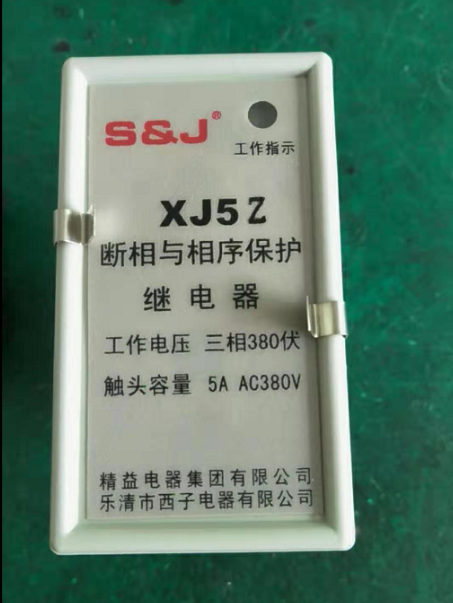 S&J®
工作指示
XJ5 Z
断相与相序保护
继电器
工作电压 三相380伏
触头容量 5A AC380V
精益电器集团有限公司
乐清市西子电器有限公司